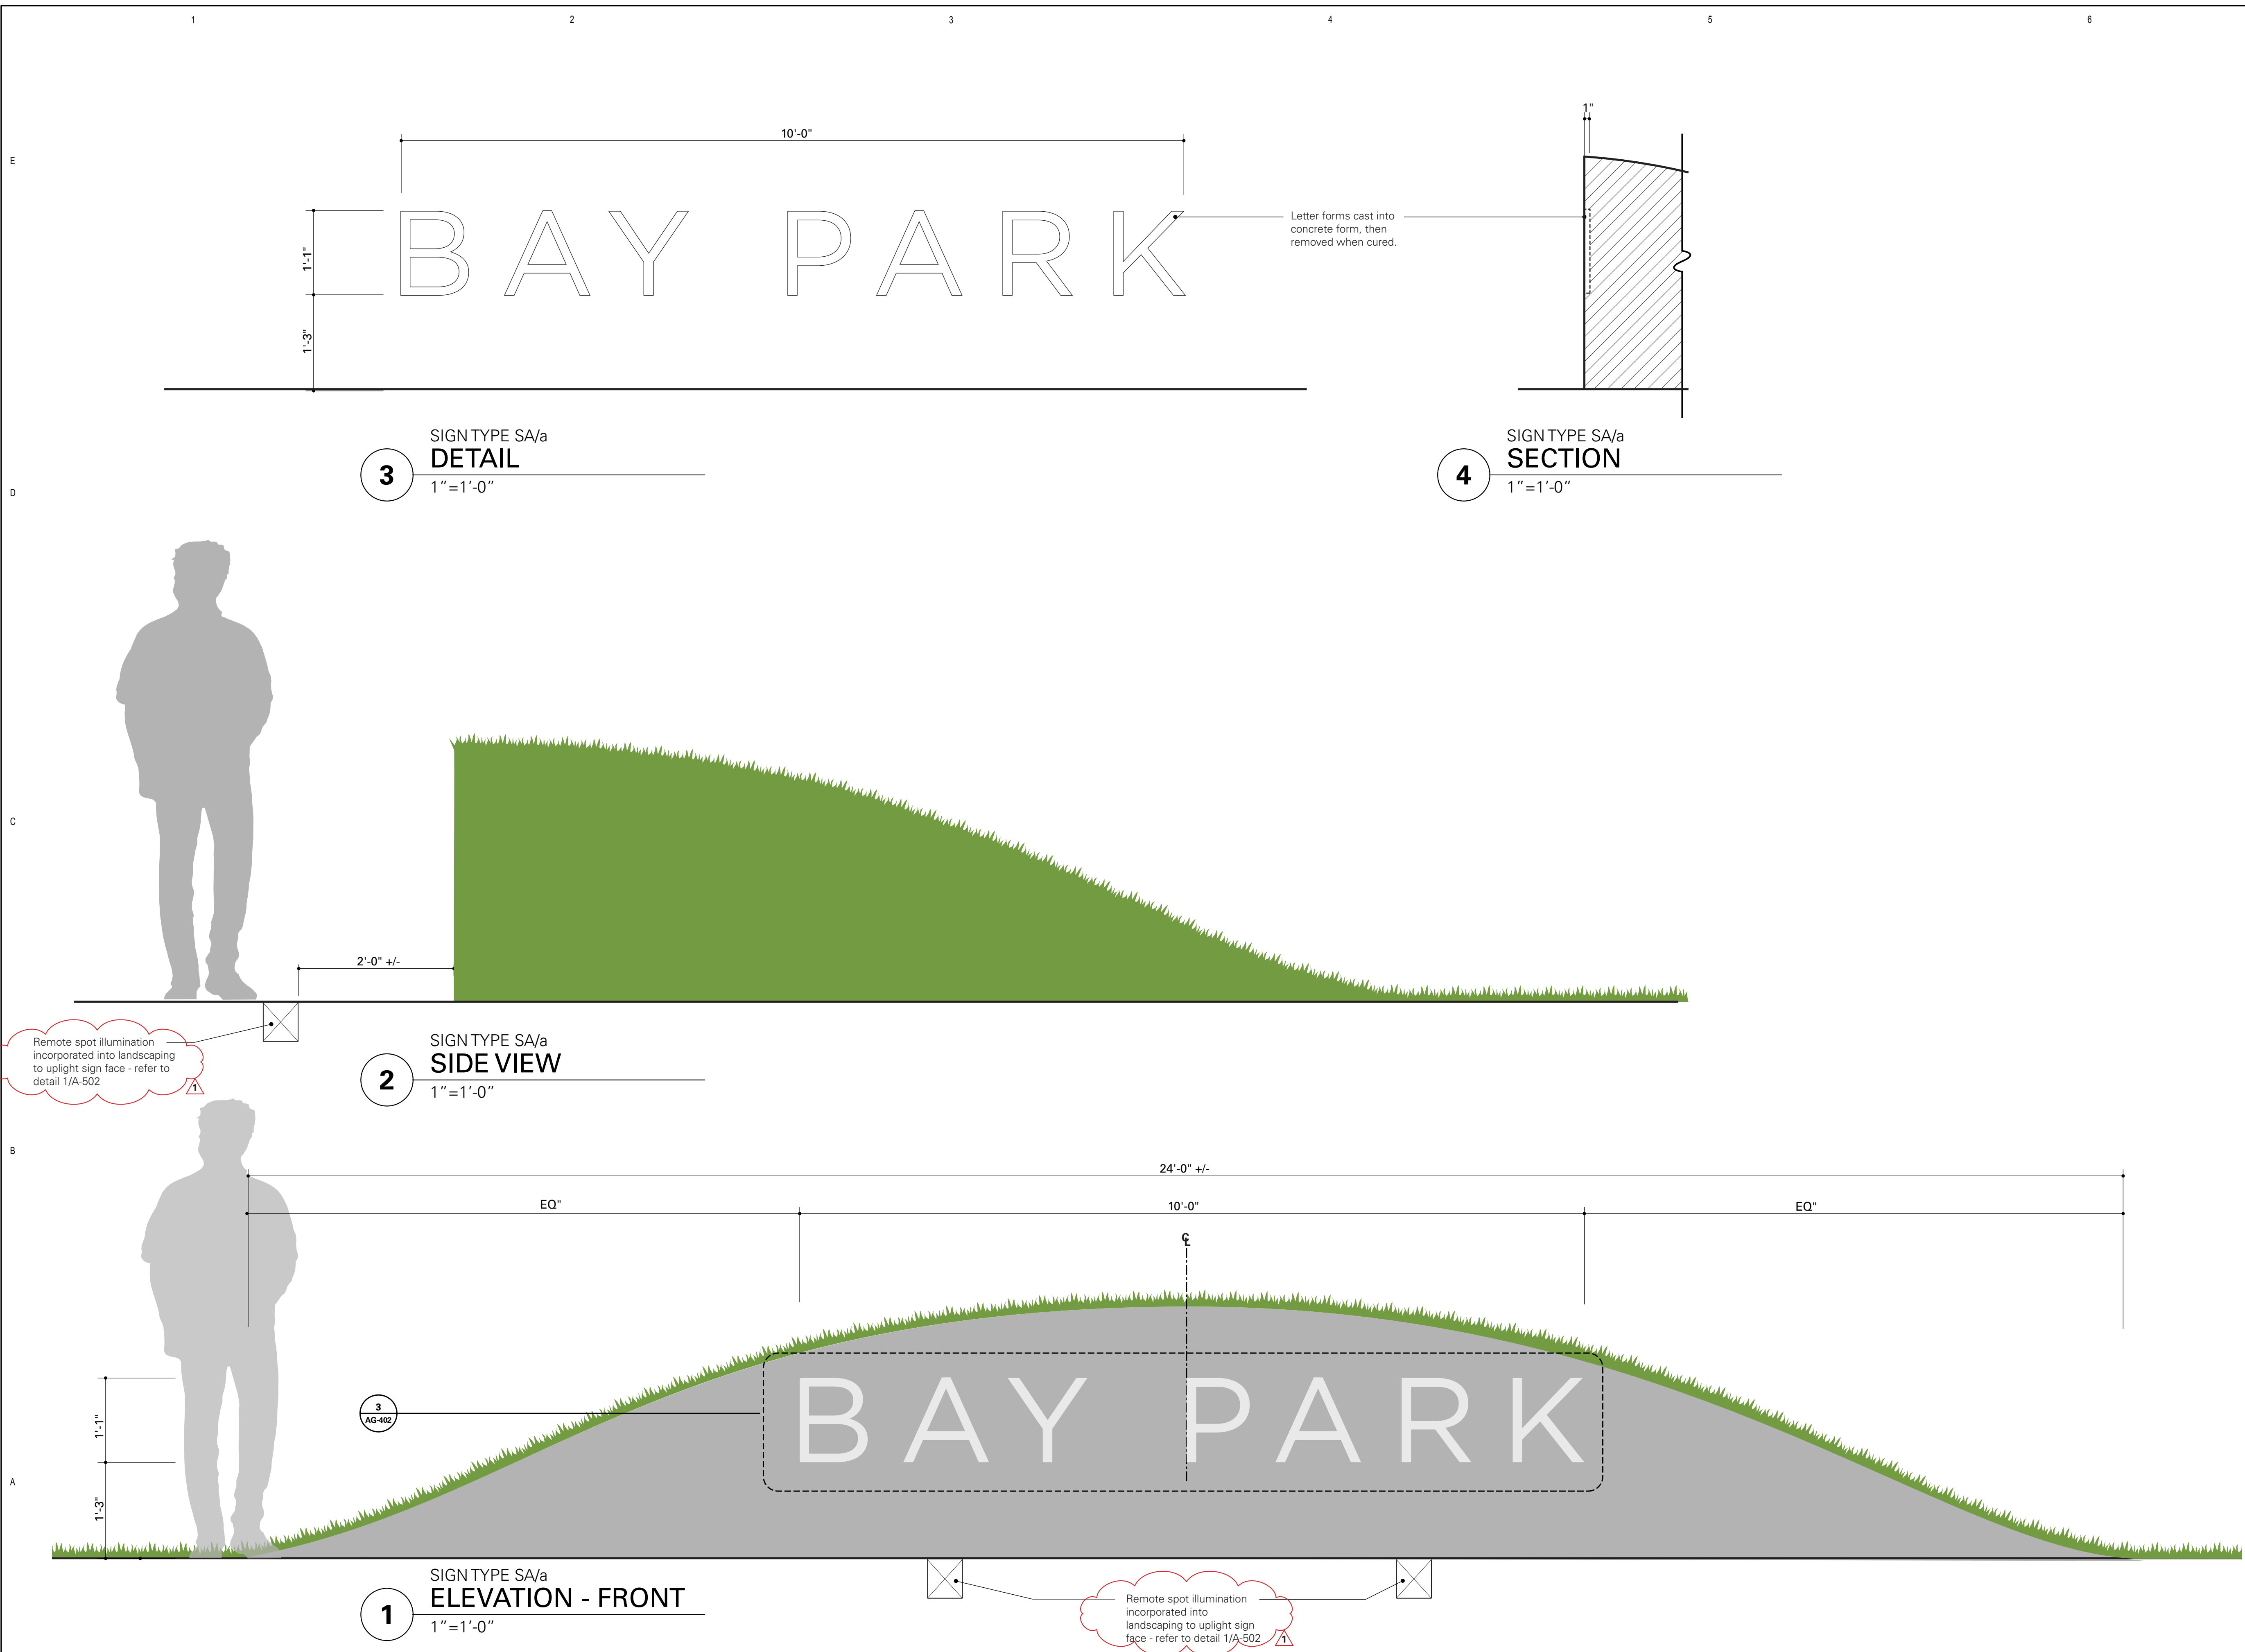 1 2 3 4 5 6
E
D
C
B
A
10'-0"
1'-1"
1'-3"
BAY PARK
Letter forms cast into
concrete form, then
removed when cured.
1"
3
SIGN TYPE SA/a
DETAIL
1"=1'-0"
4
SIGN TYPE SA/a
SECTION
1"=1'-0"
2'-0" +/-
Remote spot illumination
incorporated into landscaping
to uplight sign face - refer to
detail 1/A-502
1
2
SIGN TYPE SA/a
SIDE VIEW
1"=1'-0"
24'-0" +/-
EQ"
10'-0"
EQ"
CL
3
AG-402
1'-1"
1'-3"
BAY PARK
1
SIGN TYPE SA/a
ELEVATION - FRONT
1"=1'-0"
Remote spot illumination
incorporated into
landscaping to uplight sign
face - refer to detail 1/A-502
1